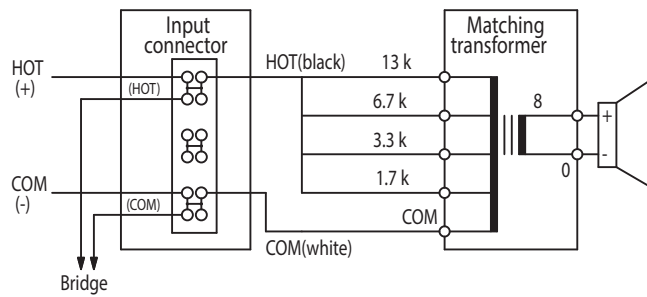 Input
connector
Matching
transformer
HOT
(+)
(HOT)
HOT(black)
13 k
6.7 k
8
+
3.3 k
-
0
1.7 k
COM
(-)
(COM)
COM
COM(white)
Bridge